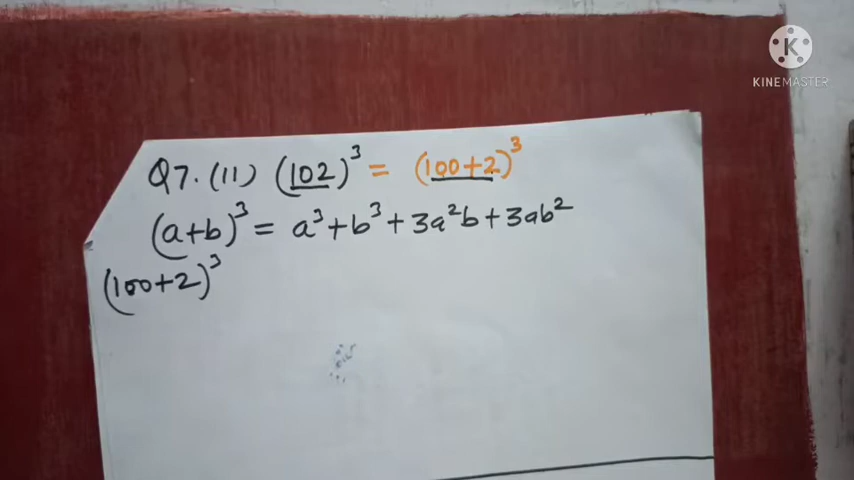 KINEMASTER
Q7. (11) (102)³ = (100+2)³
(a+b)³ = a³ + b³ + 3a²b + 3ab²
(100+2)³